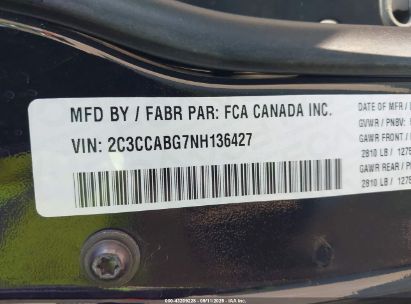 MFD BY / FABR PAR: FCA CANADA INC.
VIN: 2C3CCABG7NH136427
DATE OF MFR /
GVWR / PNBV:
GAWR FRONT /
2810 LB / 1275
GAWR REAR /
2810 LB / 1275